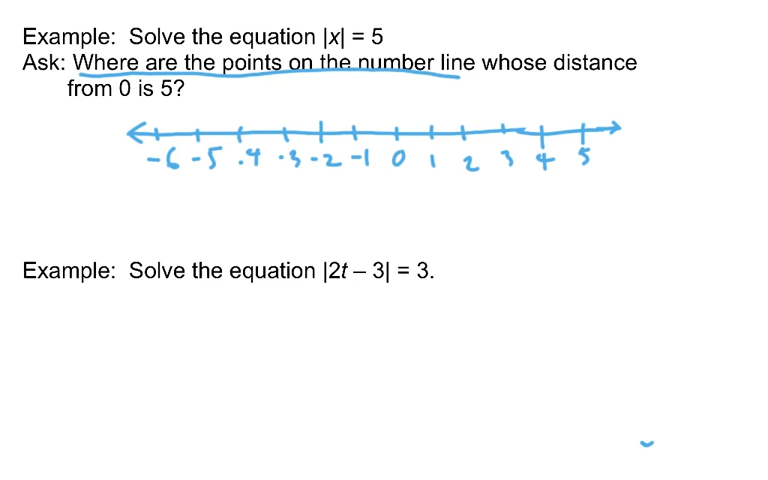 Example: Solve the equation |x| = 5
Ask: Where are the points on the number line whose distance
from 0 is 5?
-6 -5 -4 -3 -2 -1 0 1 2 3 4 5
Example: Solve the equation |2t – 3| = 3.